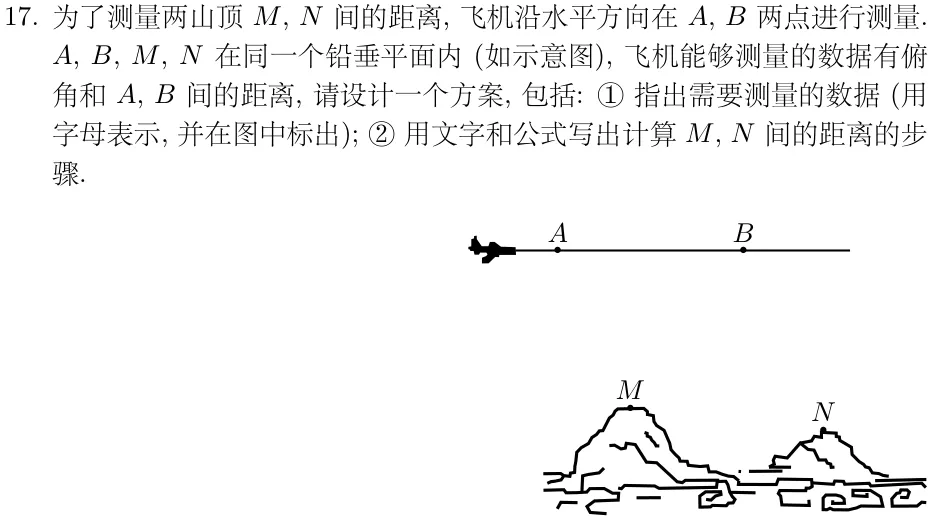 17. 为了测量两山顶 M, N 间的距离, 飞机沿水平方向在 A, B 两点进行测量.
A, B, M, N 在同一个铅垂平面内 (如示意图), 飞机能够测量的数据有俯
角和 A, B 间的距离, 请设计一个方案, 包括: ① 指出需要测量的数据 (用
字母表示, 并在图中标出); ② 用文字和公式写出计算 M, N 间的距离的步
骤.
A B
M
N